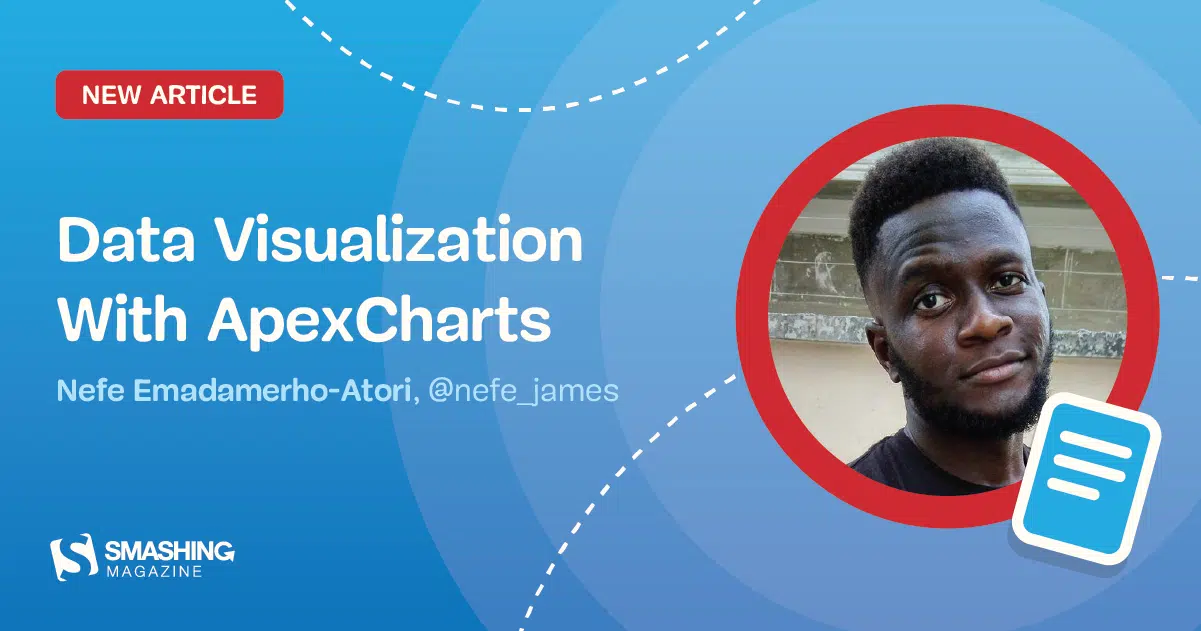 NEW ARTICLE
Data Visualization
With ApexCharts
Nefe Emadamerho-Atori, @nefe_james
SMASHING
MAGAZINE